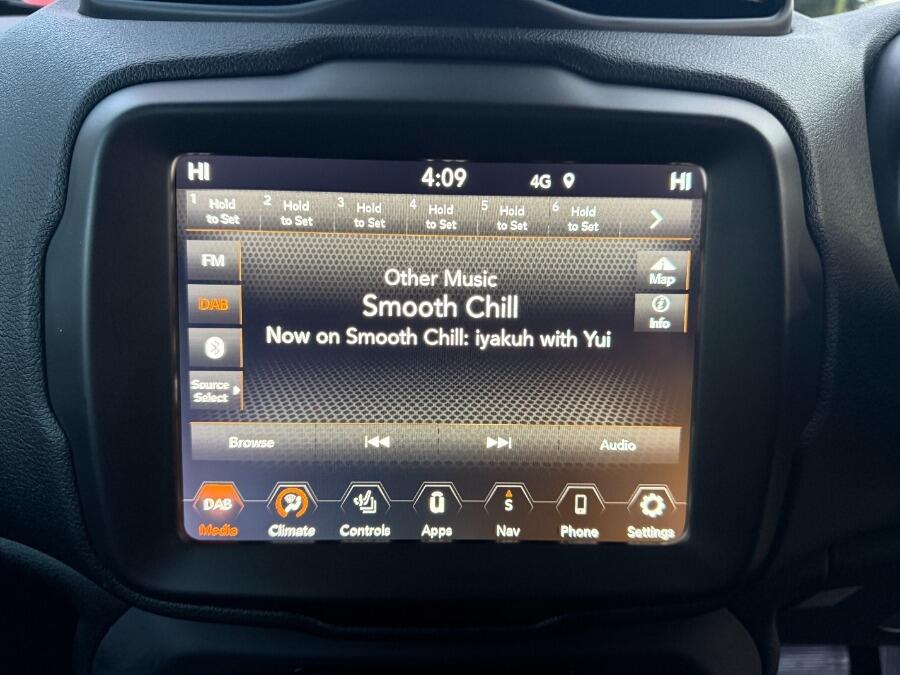 HI 4:09 4G HI
1 Hold to Set 2 Hold to Set 3 Hold to Set 4 Hold to Set 5 Hold to Set 6 Hold to Set
FM
DAB
Source Select
Other Music
Smooth Chill
Now on Smooth Chill: iyakuh with Yui
Map
Info
Browse Audio
DAB S
Media Climate Controls Apps Nav Phone Settings